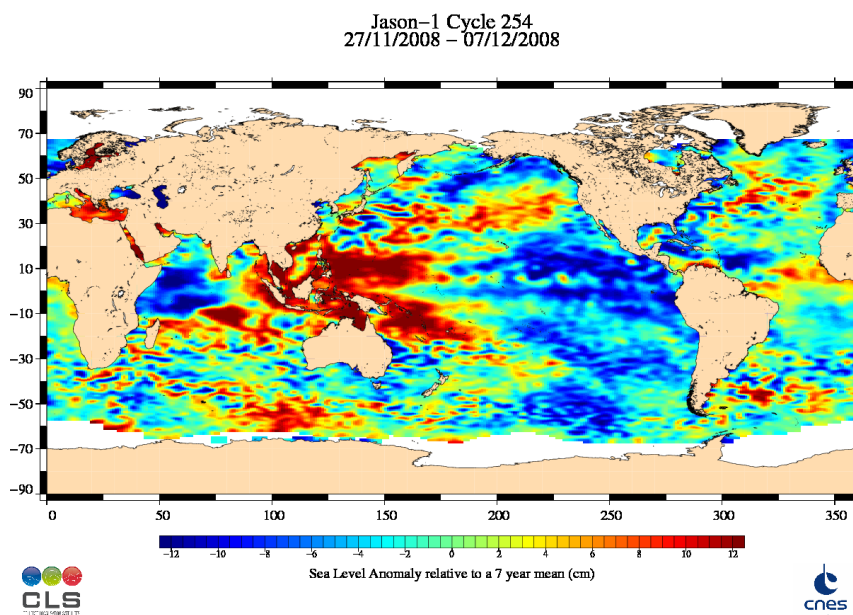 Jason-1 Cycle 254
27/11/2008 - 07/12/2008
90
70
50
30
10
-10
-30
-50
-70
-90
0 50 100 150 200 250 300 350
-12 -10 -8 -6 -4 -2 0 2 4 6 8 10 12
Sea Level Anomaly relative to a 7 year mean (cm)
CLS
cnes